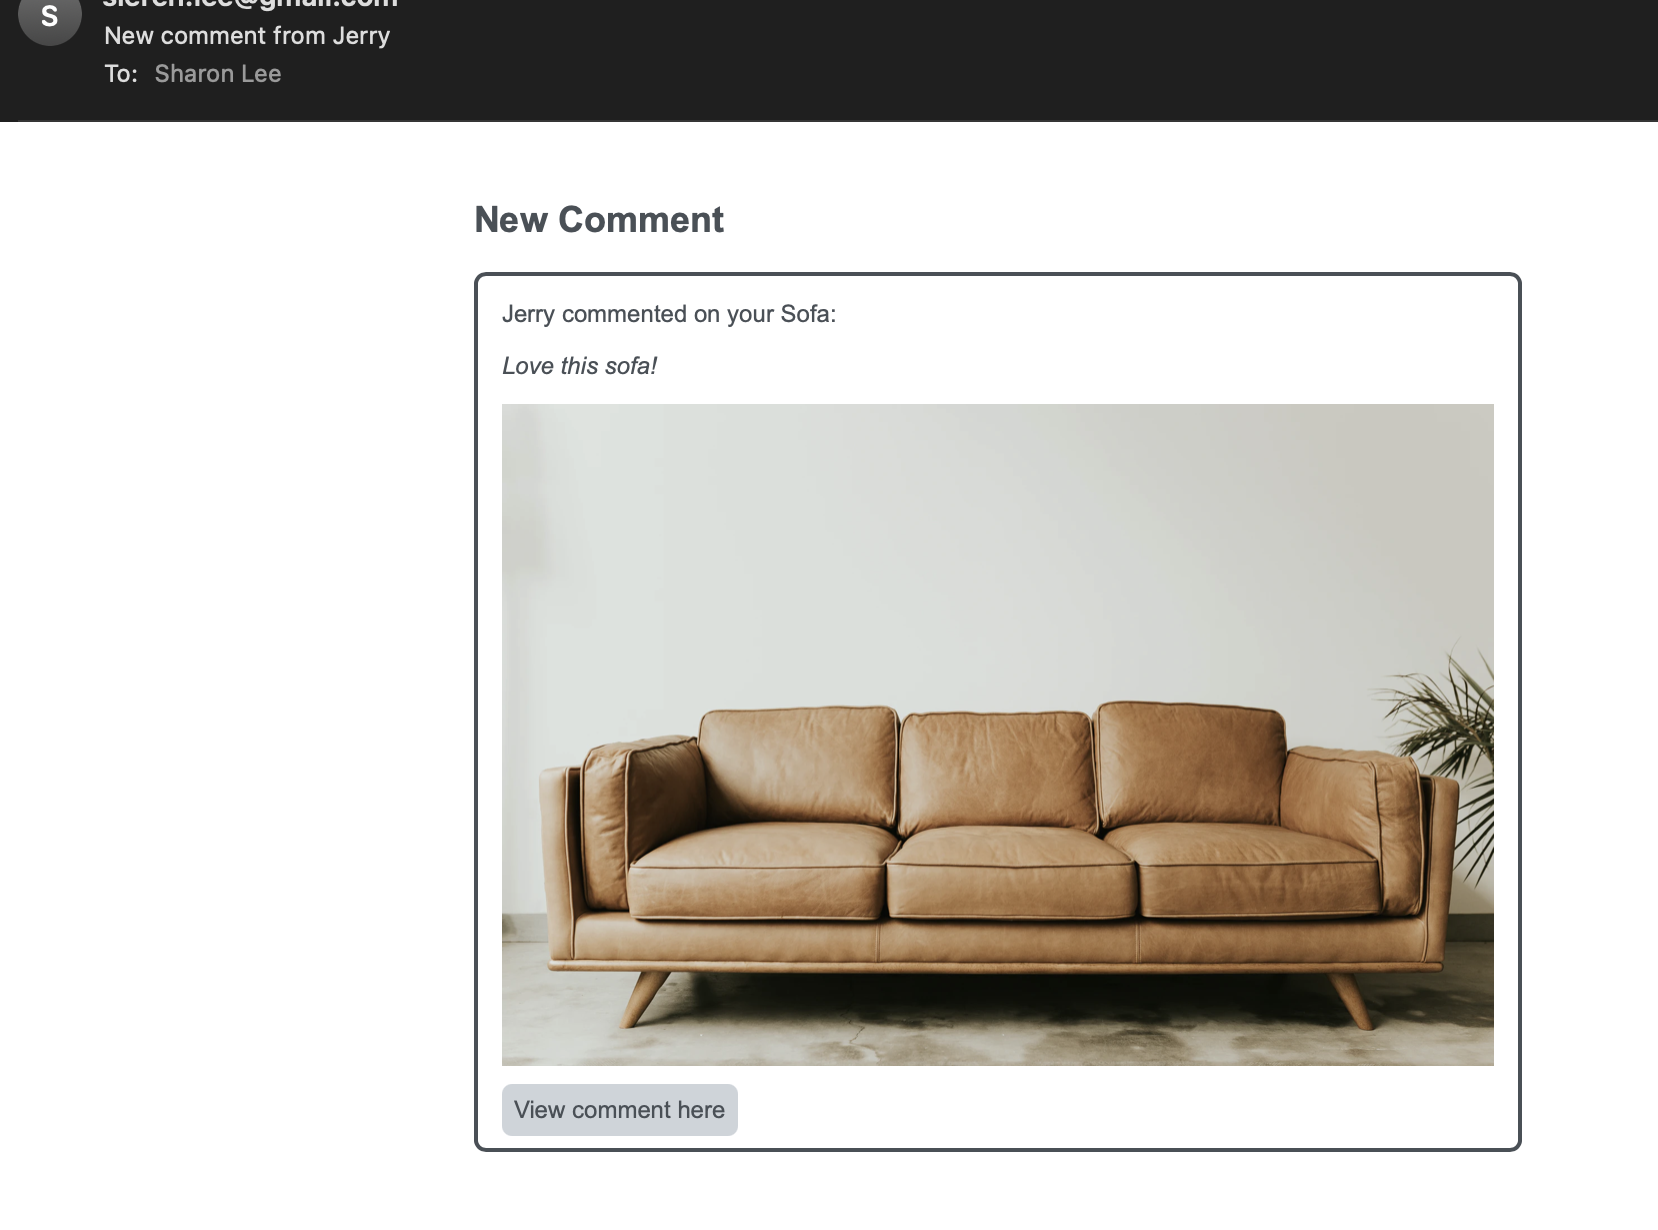 S
New comment from Jerry
To: Sharon Lee
New Comment
Jerry commented on your Sofa:
Love this sofa!
View comment here